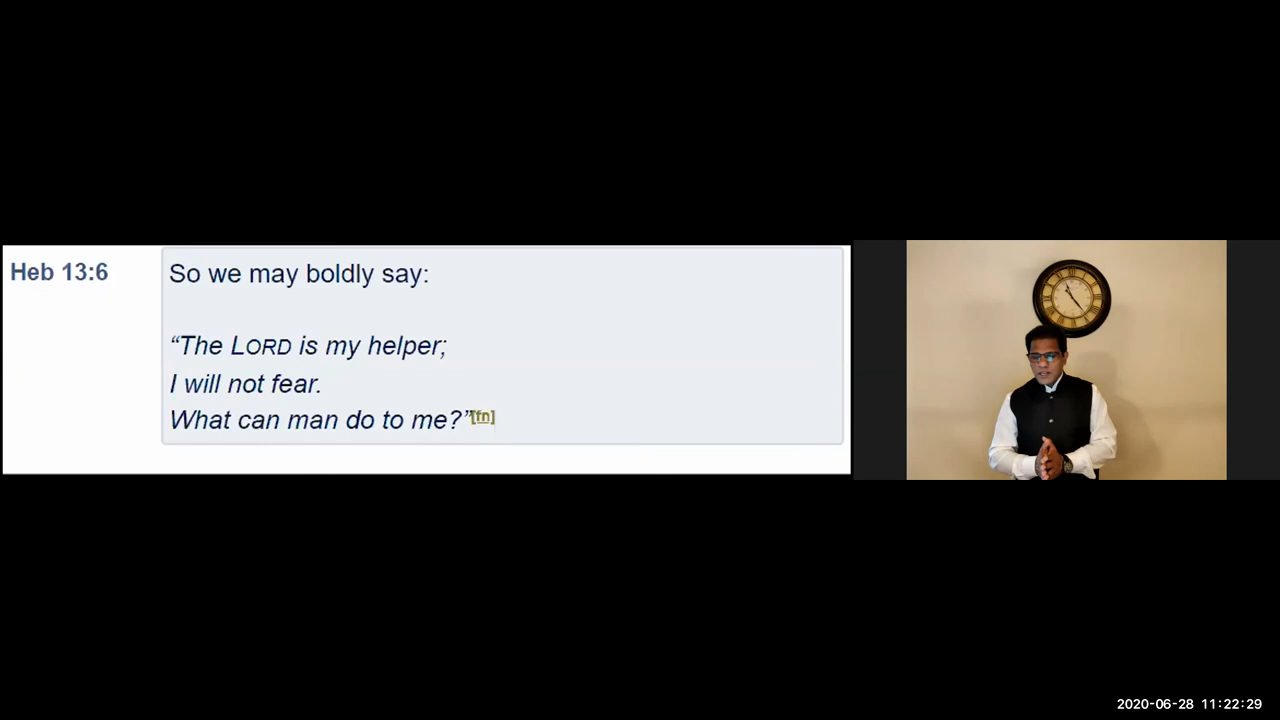 Heb 13:6
So we may boldly say:
“The LORD is my helper;
I will not fear.
What can man do to me?”[fn]
2020-06-28 11:22:29